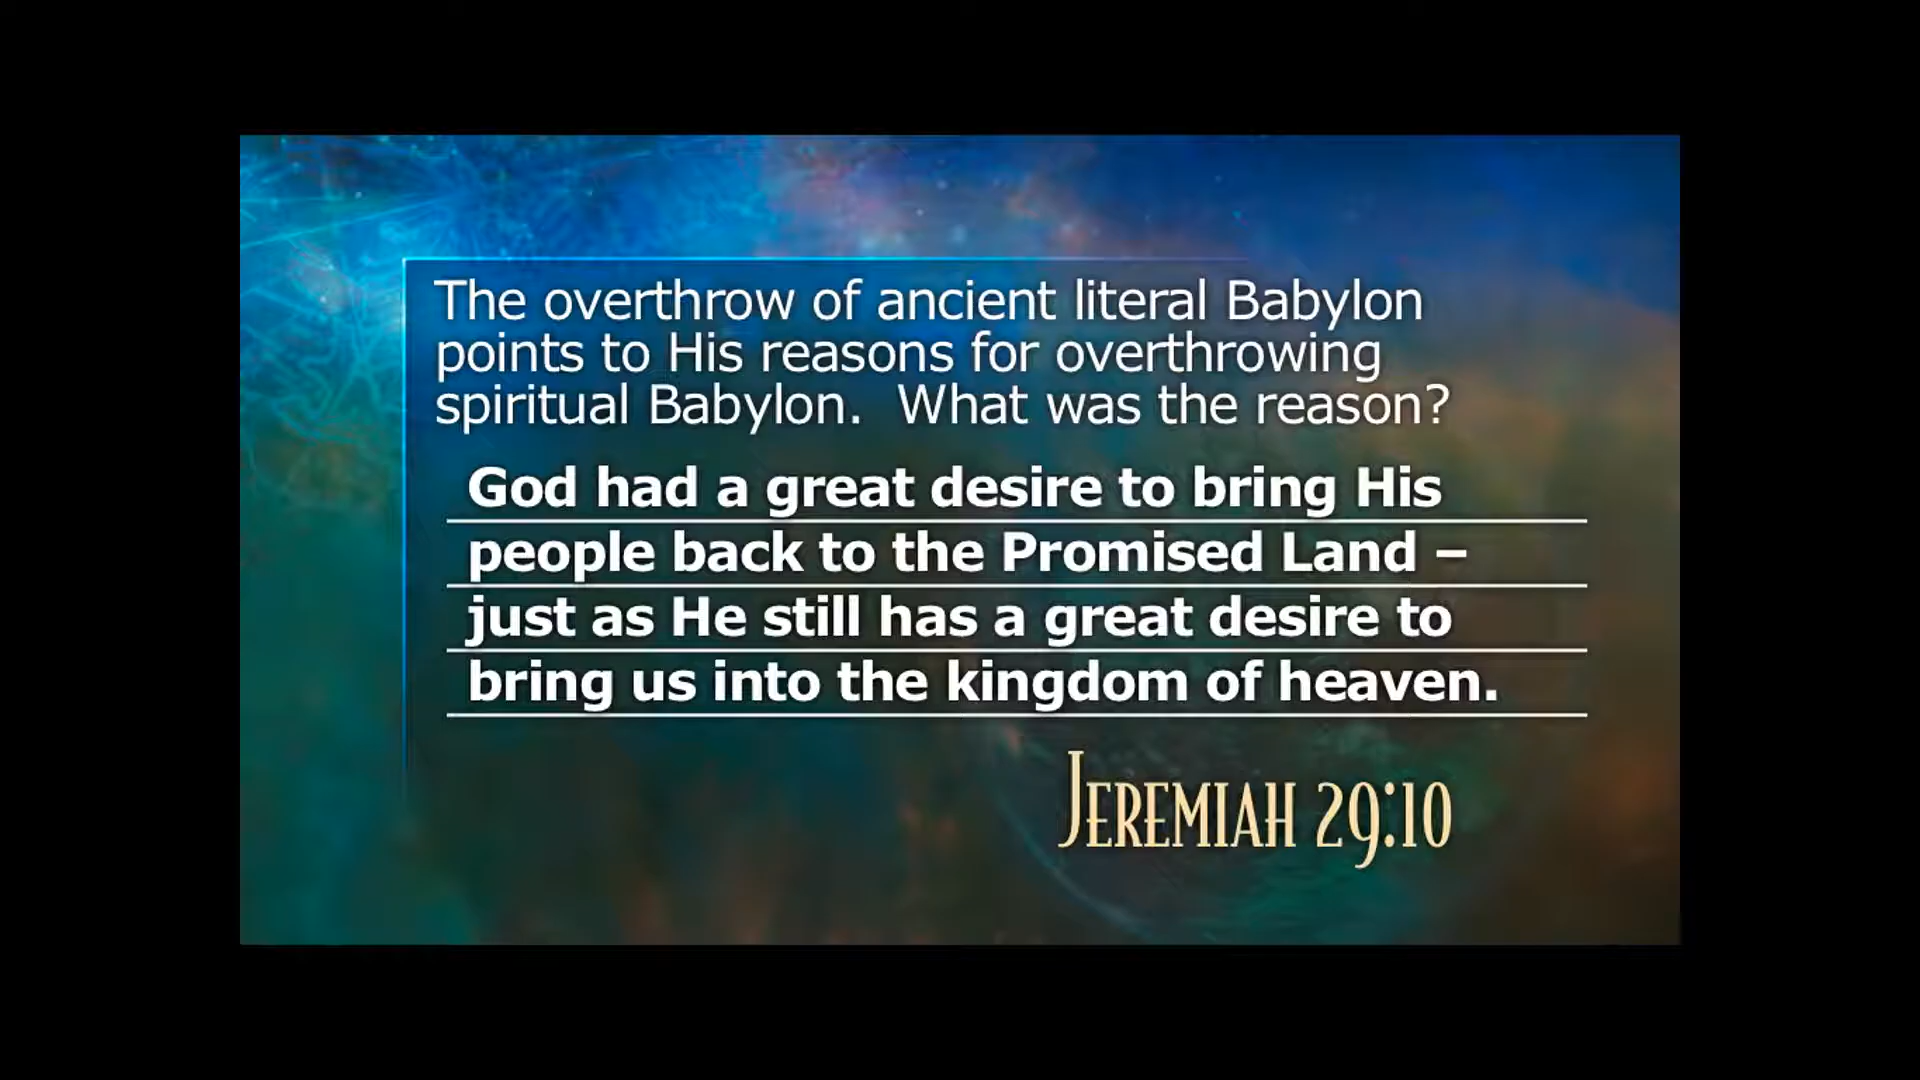 The overthrow of ancient literal Babylon
points to His reasons for overthrowing
spiritual Babylon.  What was the reason?
God had a great desire to bring His
people back to the Promised Land –
just as He still has a great desire to
bring us into the kingdom of heaven.
JEREMIAH 29:10